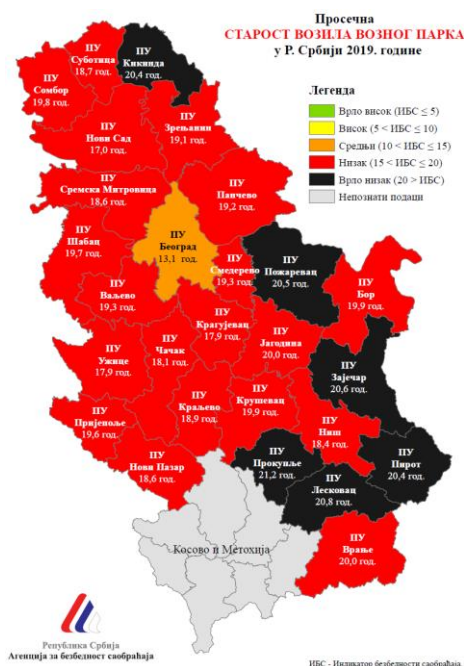 Просечна
СТАРОСТ ВОЗИЛА ВОЗНОГ ПАРКА
у Р. Србији 2019. године
Легенда
Врло висок (ИБС ≤ 5)
Висок (5 < ИБС ≤ 10)
Средњи (10 < ИБС ≤ 15)
Низак (15 < ИБС ≤ 20)
Врло низак (20 > ИБС)
Непознати подаци
ПУ
Суботица
18,7 год.
ПУ
Кикинда
20,4 год.
ПУ
Сомбор
19,8 год.
ПУ
Зрењанин
19,1 год.
ПУ
Нови Сад
17,0 год.
ПУ
Сремска Митровица
18,6 год.
ПУ
Панчево
19,2 год.
ПУ
Шабац
19,7 год.
ПУ
Београд
13,1 год.
ПУ
Смедерево
19,3 год.
ПУ
Пожаревац
20,5 год.
ПУ
Бор
19,9 год.
ПУ
Ваљево
19,3 год.
ПУ
Крагујевац
17,9 год.
ПУ
Јагодина
20,0 год.
ПУ
Ужице
17,9 год.
ПУ
Чачак
18,1 год.
ПУ
Зајечар
20,6 год.
ПУ
Краљево
18,9 год.
ПУ
Крушевац
19,9 год.
ПУ
Пријепоље
19,6 год.
ПУ
Ниш
18,4 год.
ПУ
Нови Пазар
18,6 год.
ПУ
Прокупље
21,2 год.
ПУ
Пирот
20,4 год.
ПУ
Лесковац
20,8 год.
ПУ
Врање
20,0 год.
Косово и Метохија
Република Србија
Агенција за безбедност саобраћаја
ИБС - Индикатор безбедности саобраћаја